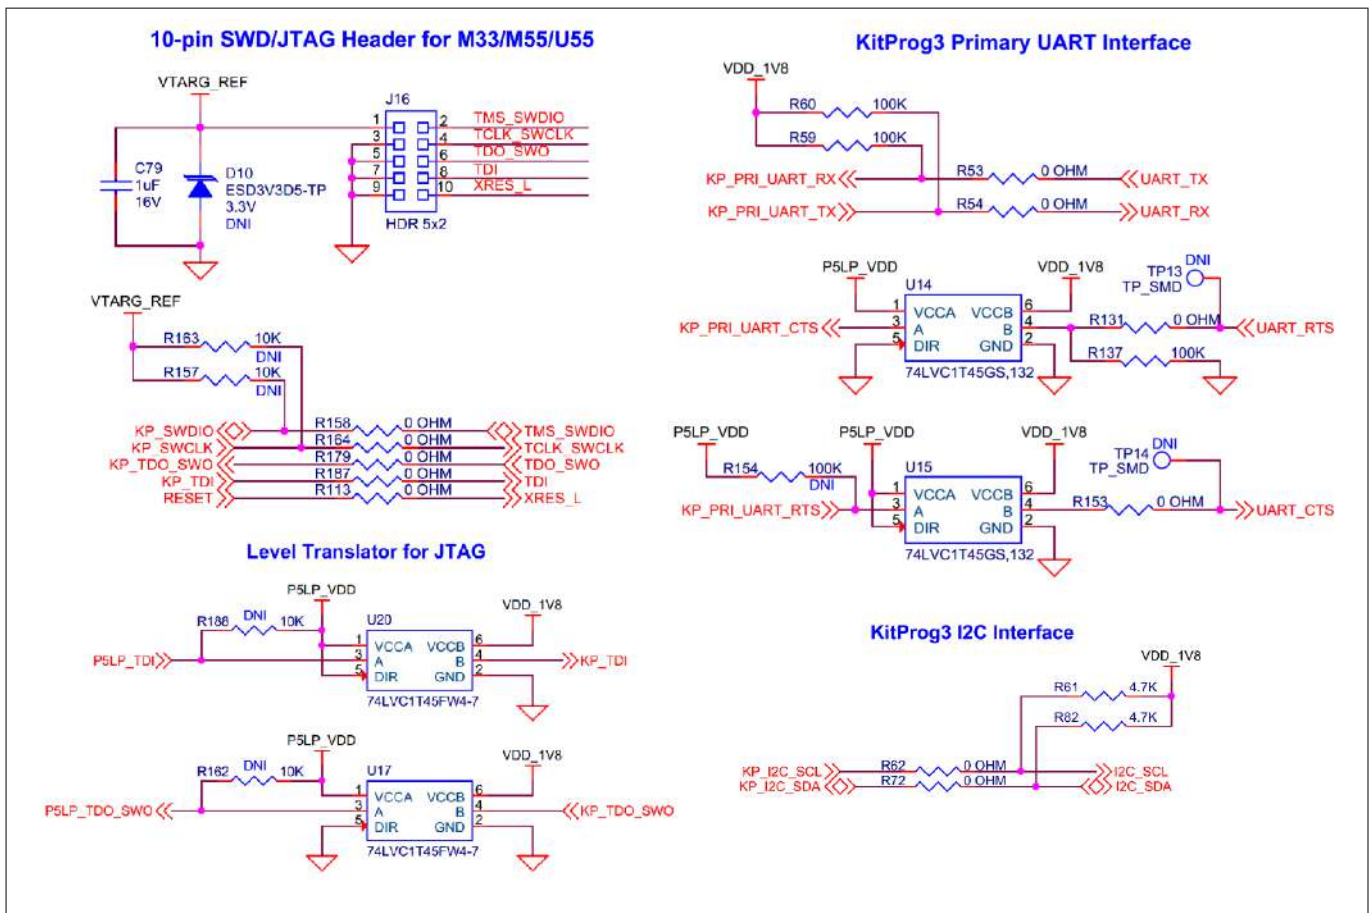 10-pin SWD/JTAG Header for M33/M55/U55
VTARG_REF
J16
1 2 TMS_SWDIO
3 4 TCLK_SWCLK
5 6 TDO_SWO
7 8 TDI
9 10 XRES_L
HDR 5x2
C79
1uF
16V
D10
ESD3V3D5-TP
3.3V
DNI
VTARG_REF
R163 10K
DNI
R157 10K
DNI
KP_SWDIO R158 0 OHM TMS_SWDIO
KP_SWCLK R164 0 OHM TCLK_SWCLK
KP_TDO_SWO R179 0 OHM TDO_SWO
KP_TDI R187 0 OHM TDI
RESET R113 0 OHM XRES_L
Level Translator for JTAG
P5LP_VDD
VDD_1V8
R188 DNI 10K
U20
1 VCCA VCCB 6
P5LP_TDI 3 A B 4 KP_TDI
5 DIR GND 2
74LVC1T45FW4-7
P5LP_VDD
VDD_1V8
R162 DNI 10K
U17
1 VCCA VCCB 6
P5LP_TDO_SWO 3 A B 4 KP_TDO_SWO
5 DIR GND 2
74LVC1T45FW4-7
KitProg3 Primary UART Interface
VDD_1V8
R60 100K
R59 100K
KP_PRI_UART_RX R53 0 OHM UART_TX
KP_PRI_UART_TX R54 0 OHM UART_RX
P5LP_VDD
VDD_1V8
DNI
TP13
TP_SMD
U14
1 VCCA VCCB 6
KP_PRI_UART_CTS 3 A B 4 R131 0 OHM UART_RTS
5 DIR GND 2
R137 100K
74LVC1T45GS,132
P5LP_VDD
P5LP_VDD
VDD_1V8
DNI
TP14
TP_SMD
R154 100K
DNI
U15
1 VCCA VCCB 6
KP_PRI_UART_RTS 3 A B 4 R153 0 OHM UART_CTS
5 DIR GND 2
74LVC1T45GS,132
KitProg3 I2C Interface
VDD_1V8
R61 4.7K
R82 4.7K
KP_I2C_SCL R62 0 OHM I2C_SCL
KP_I2C_SDA R72 0 OHM I2C_SDA